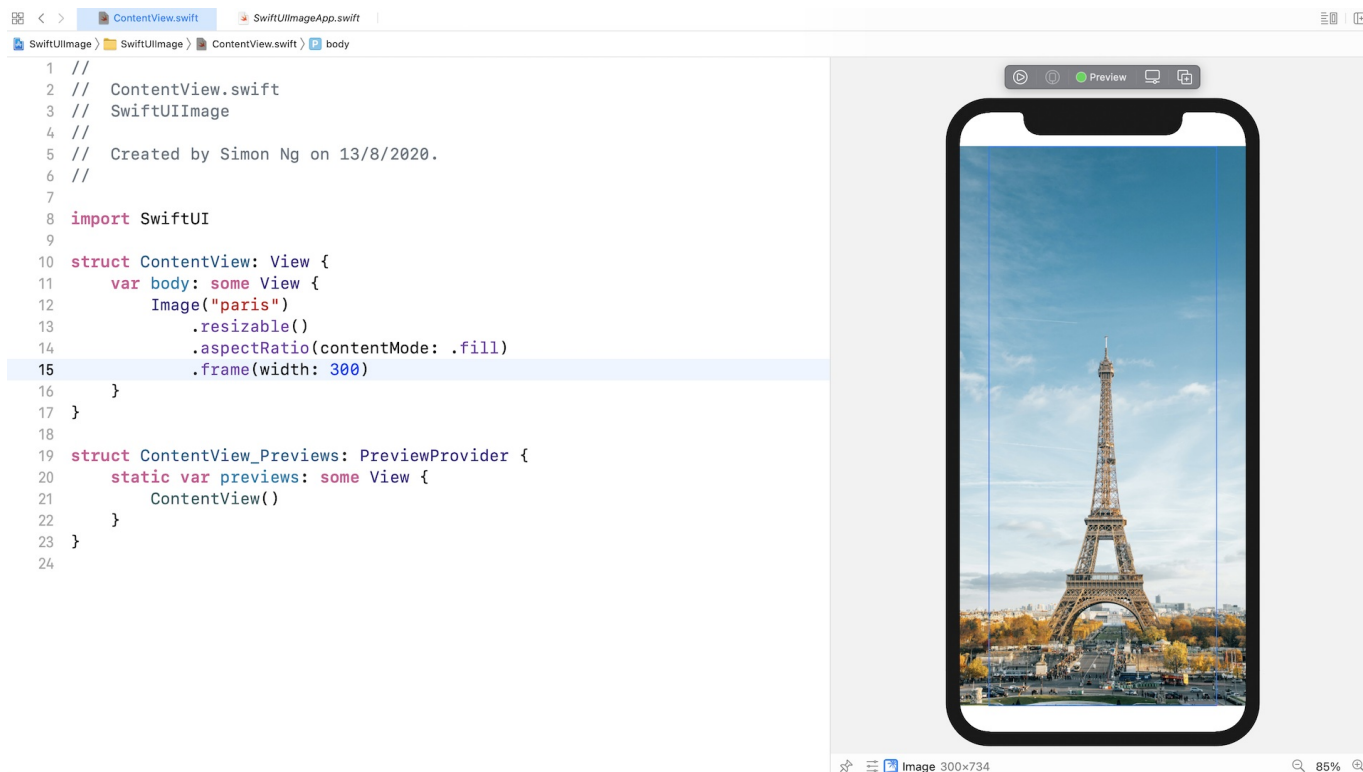 ContentView.swift SwiftUIImageApp.swift
SwiftUIImage 〉 SwiftUIImage 〉 ContentView.swift 〉 P body
1 //
2 //  ContentView.swift
3 //  SwiftUIImage
4 //
5 //  Created by Simon Ng on 13/8/2020.
6 //
7
8 import SwiftUI
9
10 struct ContentView: View {
11     var body: some View {
12         Image("paris")
13             .resizable()
14             .aspectRatio(contentMode: .fill)
15             .frame(width: 300)
16     }
17 }
18
19 struct ContentView_Previews: PreviewProvider {
20     static var previews: some View {
21         ContentView()
22     }
23 }
24
Preview
Image 300×734
85%